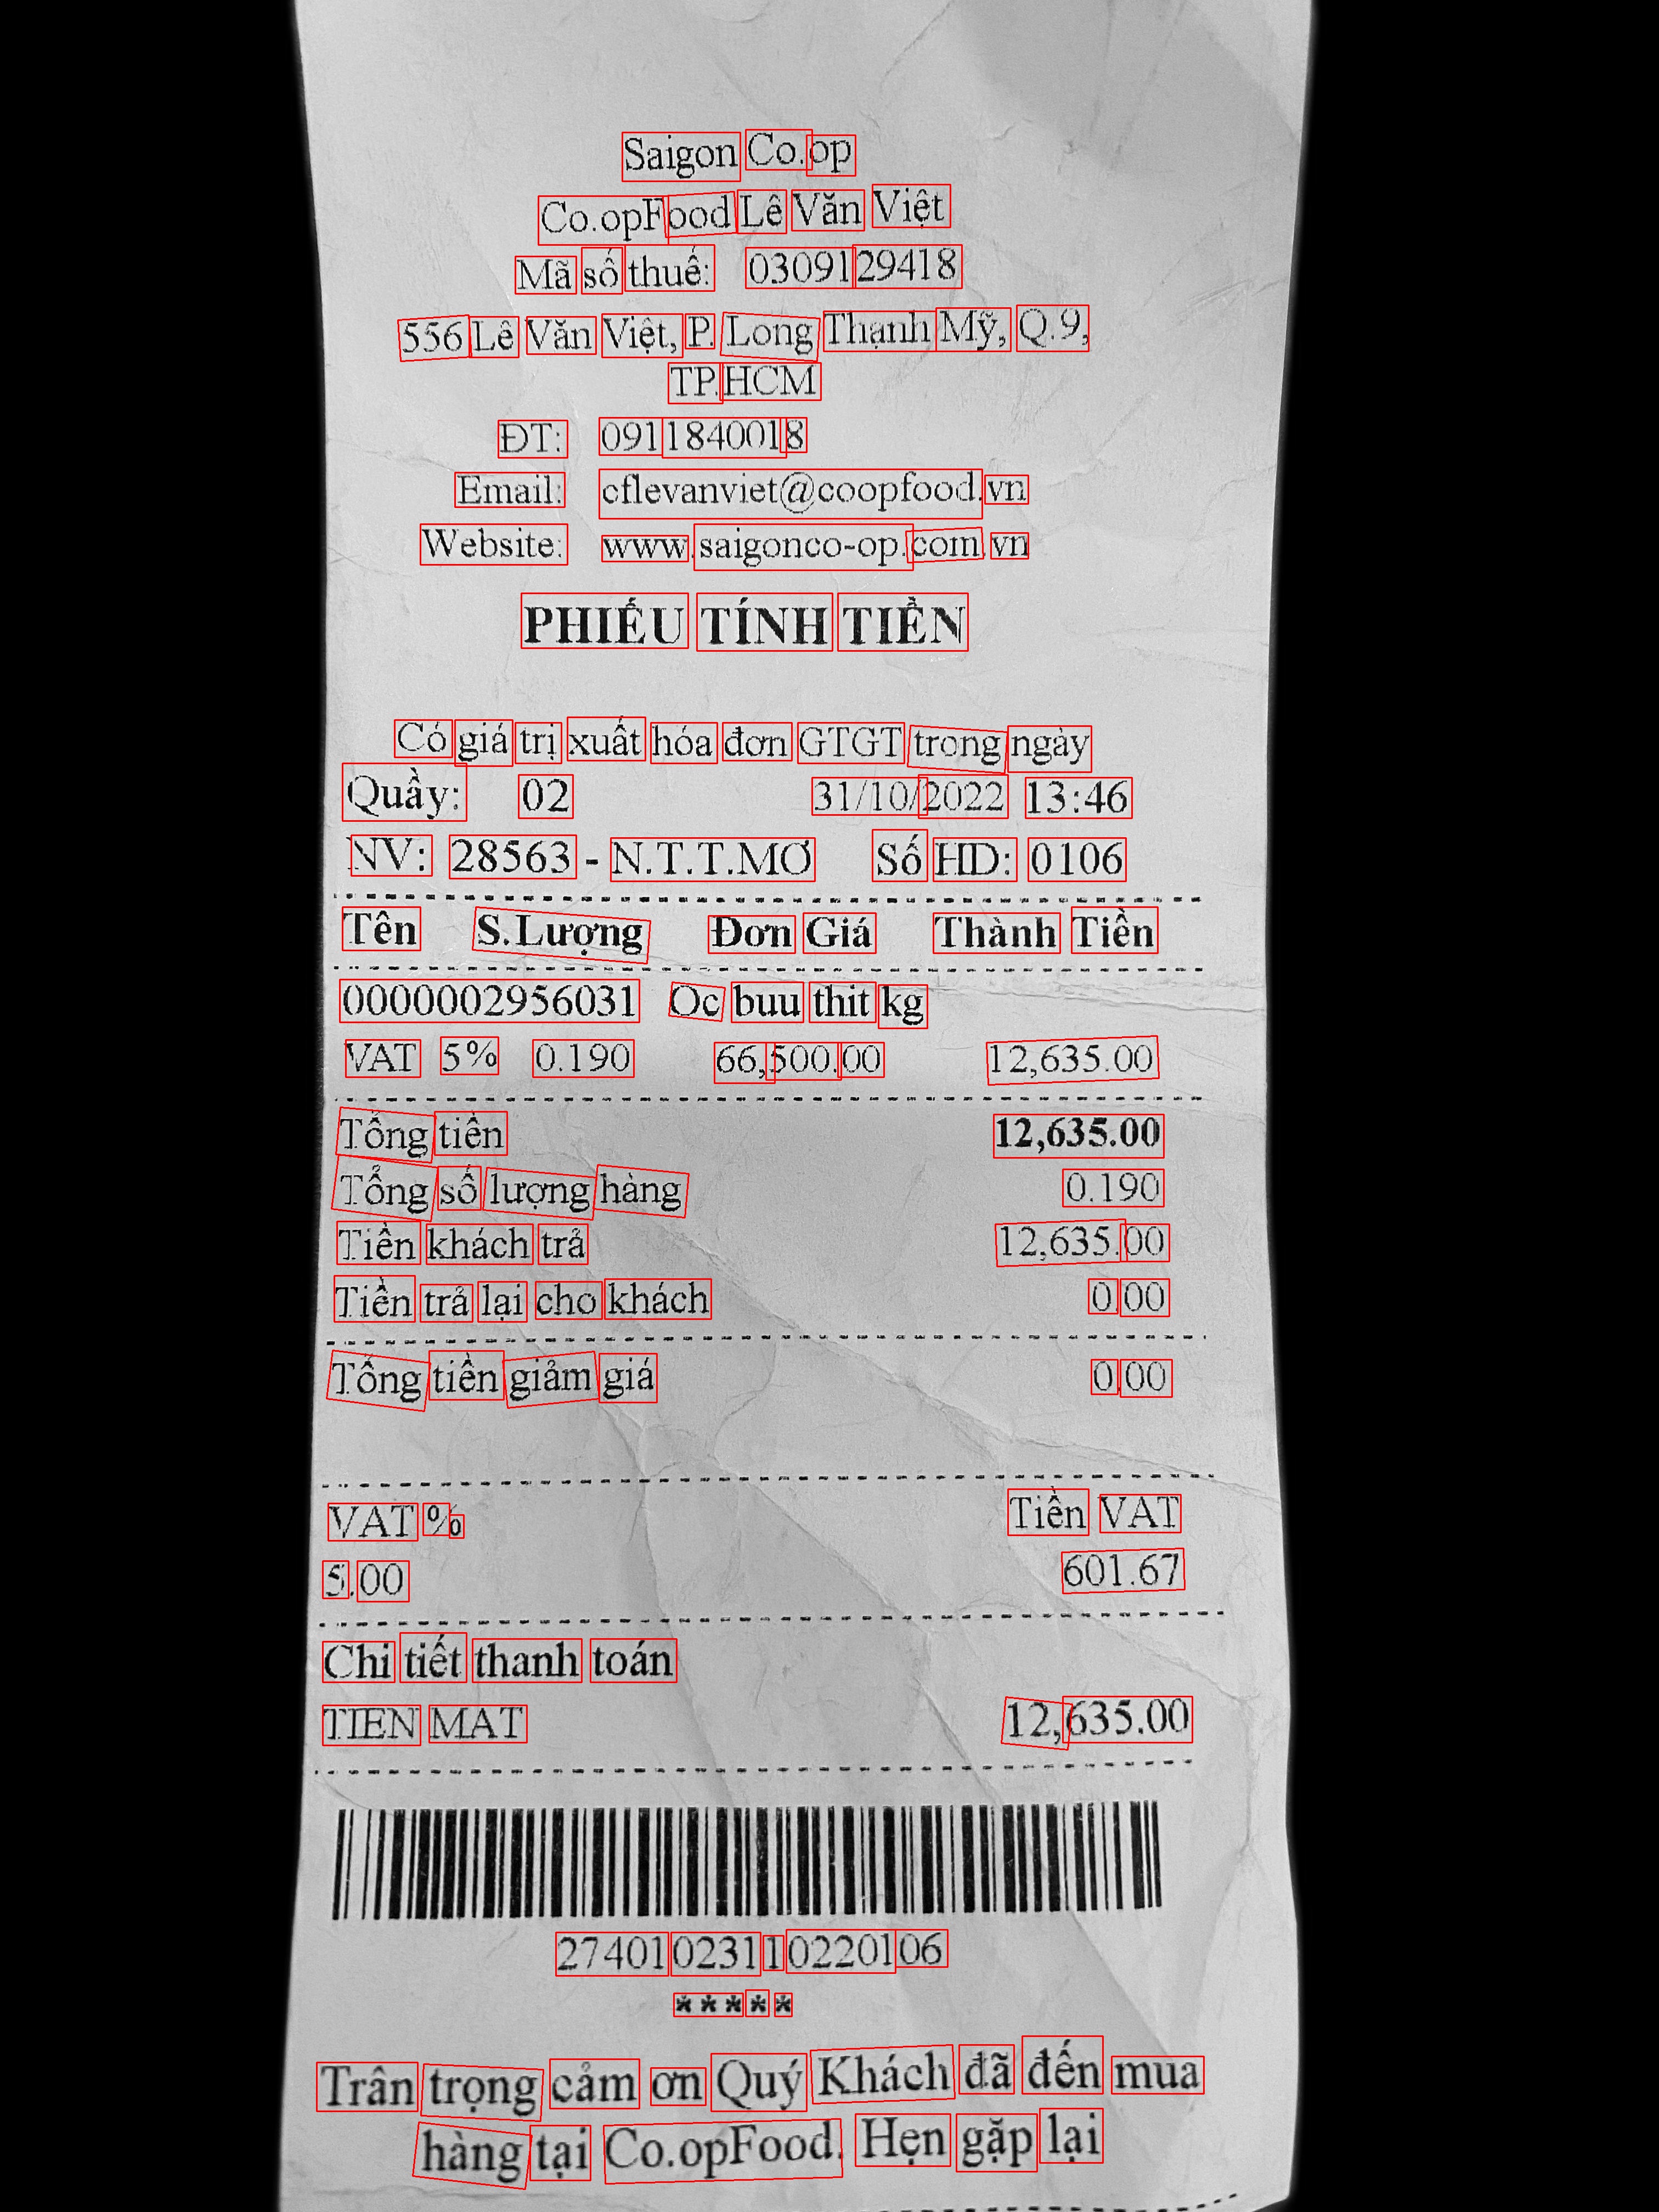 Saigon Co.op
Co.opFood Lê Văn Việt
Mã số thuế: 0309129418
556 Lê Văn Việt, P. Long Thạnh Mỹ, Q.9,
TP.HCM
ĐT: 0911840018
Email: cflevanviet@coopfood.vn
Website: www.saigonco-op.com.vn
PHIẾU TÍNH TIỀN
Có giá trị xuất hóa đơn GTGT trong ngày
Quầy: 02 31/10/2022 13:46
NV: 28563 - N.T.T.MƠ Số HD: 0106
Tên S.Lượng Đơn Giá Thành Tiền
0000002956031 Oc buu thit kg
VAT 5% 0.190 66,500.00 12,635.00
Tổng tiền 12,635.00
Tổng số lượng hàng 0.190
Tiền khách trả 12,635.00
Tiền trả lại cho khách 0.00
Tổng tiền giảm giá 0.00
VAT % Tiền VAT
5.00 601.67
Chi tiết thanh toán
TIEN MAT 12,635.00
274010231102201​06
*****
Trân trọng cảm ơn Quý Khách đã đến mua
hàng tại Co.opFood. Hẹn gặp lại